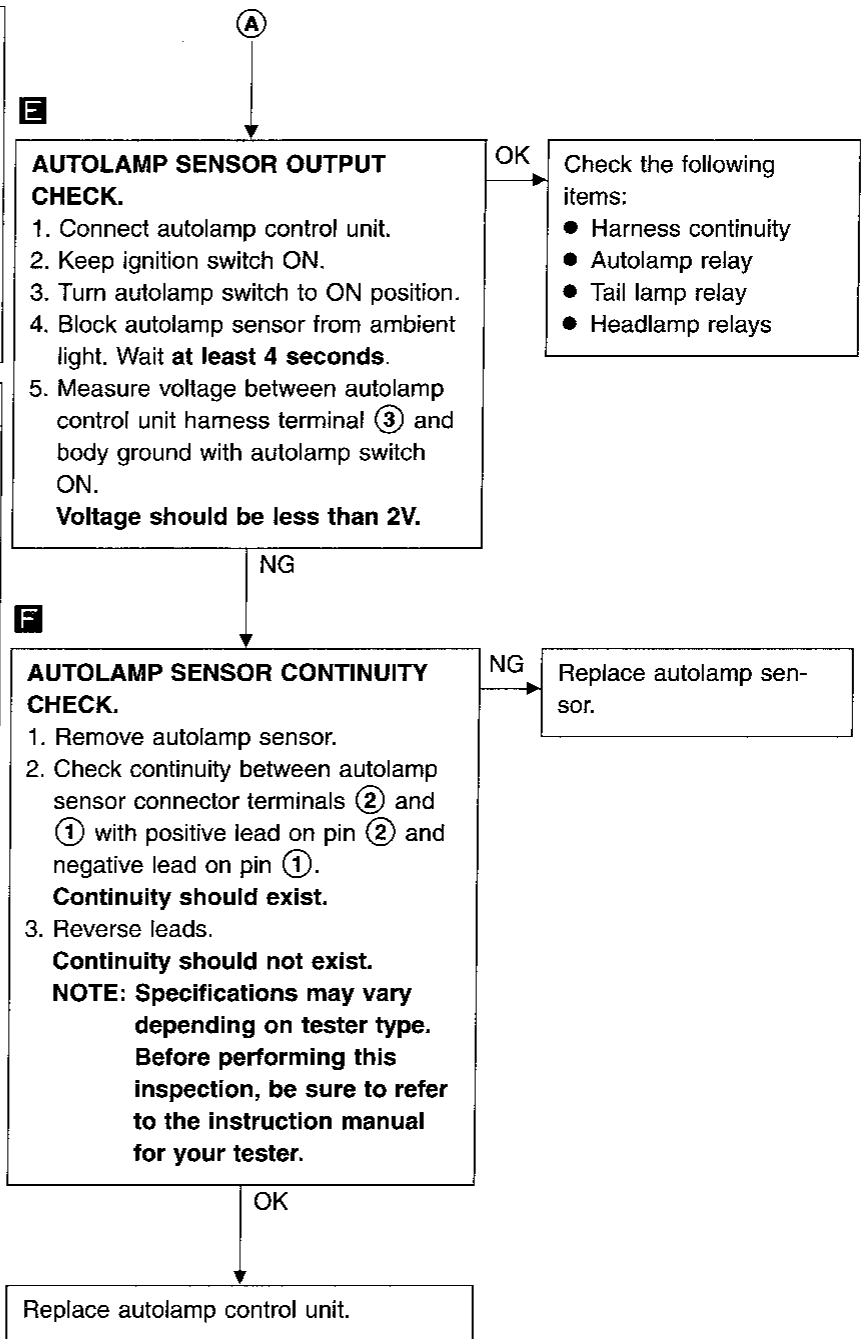 A
E
AUTOLAMP SENSOR OUTPUT
CHECK.
1. Connect autolamp control unit.
2. Keep ignition switch ON.
3. Turn autolamp switch to ON position.
4. Block autolamp sensor from ambient
light. Wait at least 4 seconds.
5. Measure voltage between autolamp
control unit harness terminal ③ and
body ground with autolamp switch
ON.
Voltage should be less than 2V.
OK
Check the following
items:
● Harness continuity
● Autolamp relay
● Tail lamp relay
● Headlamp relays
NG
F
AUTOLAMP SENSOR CONTINUITY
CHECK.
1. Remove autolamp sensor.
2. Check continuity between autolamp
sensor connector terminals ② and
① with positive lead on pin ② and
negative lead on pin ①.
Continuity should exist.
3. Reverse leads.
Continuity should not exist.
NOTE: Specifications may vary
depending on tester type.
Before performing this
inspection, be sure to refer
to the instruction manual
for your tester.
NG
Replace autolamp sen-
sor.
OK
Replace autolamp control unit.